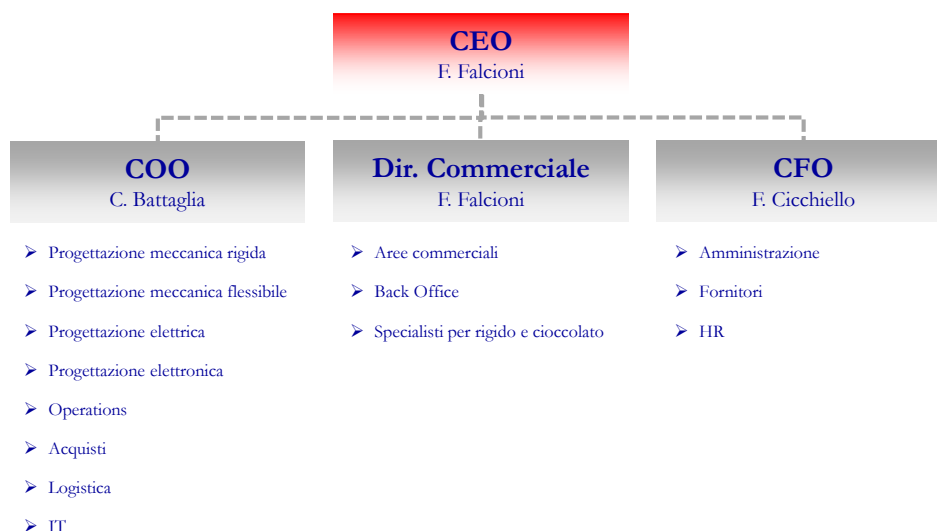 CEO
F. Falcioni
COO
C. Battaglia
Dir. Commerciale
F. Falcioni
CFO
F. Cicchiello
Progettazione meccanica rigida
Progettazione meccanica flessibile
Progettazione elettrica
Progettazione elettronica
Operations
Acquisti
Logistica
IT
Aree commerciali
Back Office
Specialisti per rigido e cioccolato
Amministrazione
Fornitori
HR